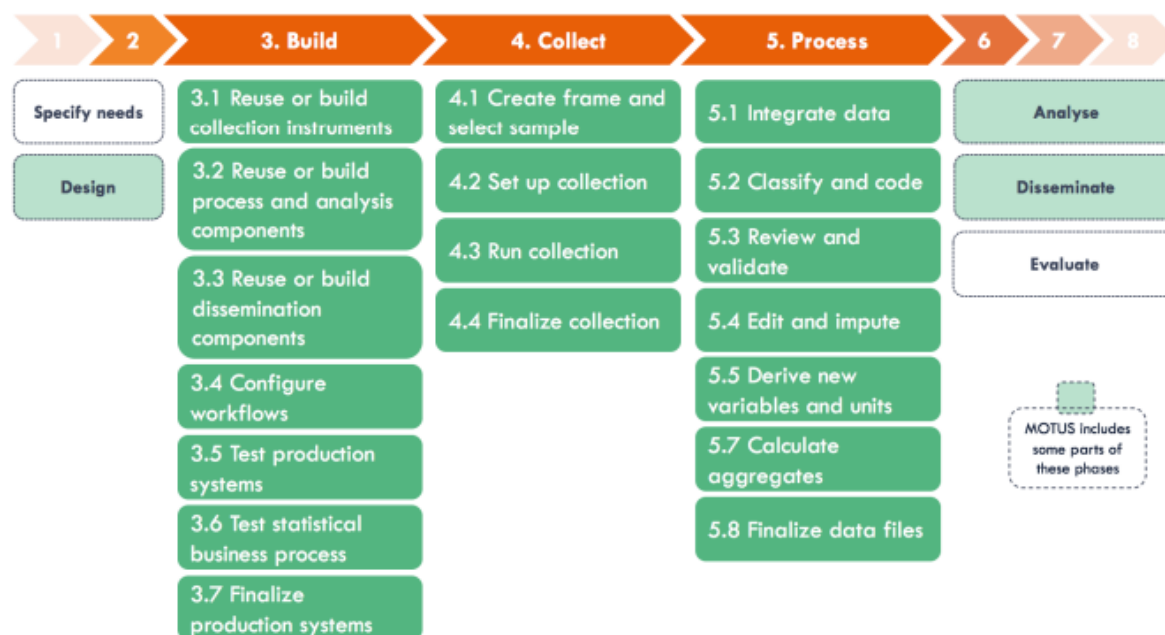 1
2
3. Build
4. Collect
5. Process
6
7
8
Specify needs
Design
3.1 Reuse or build
collection instruments
3.2 Reuse or build
process and analysis
components
3.3 Reuse or build
dissemination
components
3.4 Configure
workflows
3.5 Test production
systems
3.6 Test statistical
business process
3.7 Finalize
production systems
4.1 Create frame and
select sample
4.2 Set up collection
4.3 Run collection
4.4 Finalize collection
5.1 Integrate data
5.2 Classify and code
5.3 Review and
validate
5.4 Edit and impute
5.5 Derive new
variables and units
5.7 Calculate
aggregates
5.8 Finalize data files
Analyse
Disseminate
Evaluate
MOTUS includes
some parts of
these phases